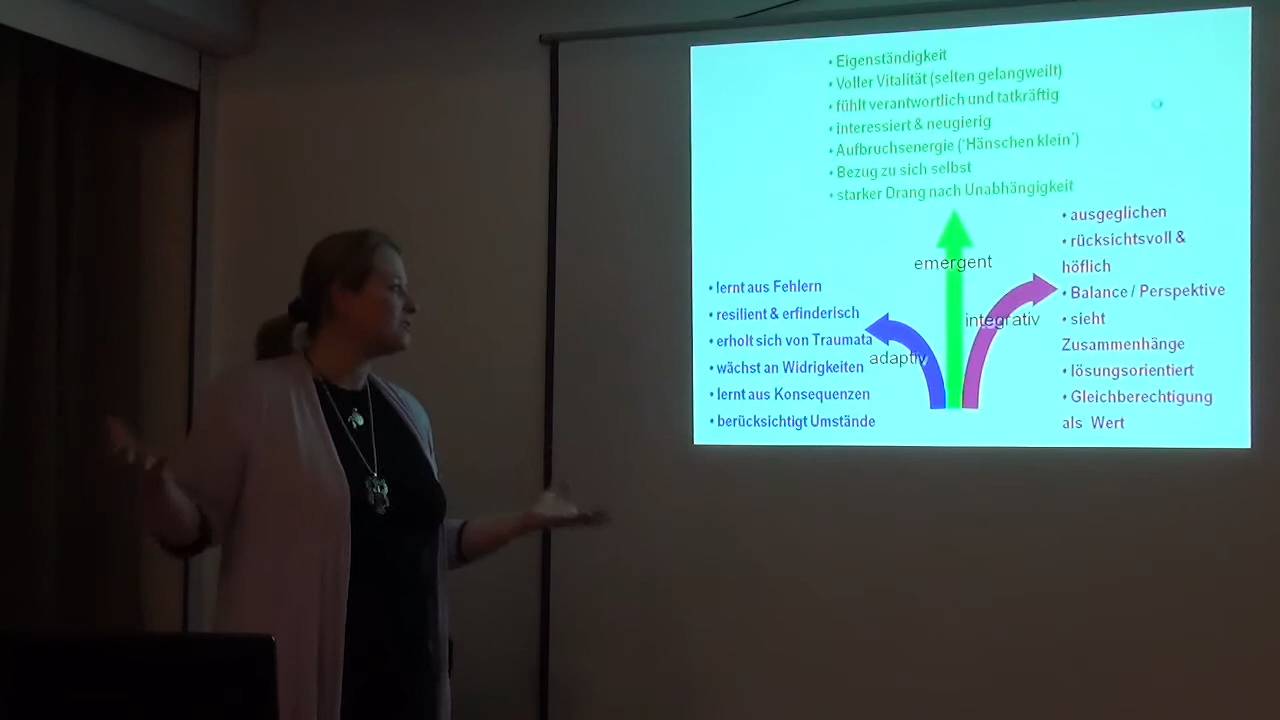 • Eigenständigkeit
• Voller Vitalität (selten gelangweilt)
• fühlt verantwortlich und tatkräftig
• interessiert & neugierig
• Aufbruchsenergie ('Hänschen klein')
• Bezug zu sich selbst
• starker Drang nach Unabhängigkeit
emergent
• lernt aus Fehlern
• resilient & erfinderisch
• erholt sich von Traumata
• wächst an Widrigkeiten
• lernt aus Konsequenzen
• berücksichtigt Umstände
adaptiv
integrativ
• ausgeglichen
• rücksichtsvoll &
höflich
• Balance / Perspektive
• sieht
Zusammenhänge
• lösungsorientiert
• Gleichberechtigung
als Wert